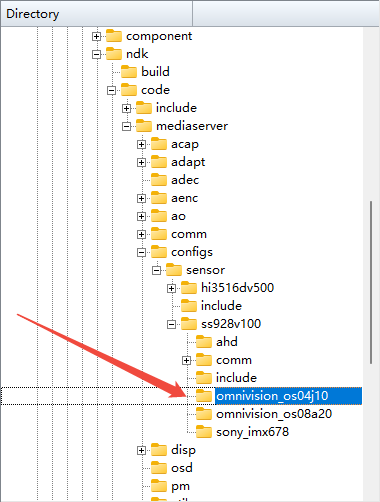 Directory
component
ndk
build
code
include
mediaserver
acap
adapt
adec
aenc
ao
comm
configs
sensor
hi3516dv500
include
ss928v100
ahd
comm
include
omnivision_os04j10
omnivision_os08a20
sony_imx678
disp
osd
pm